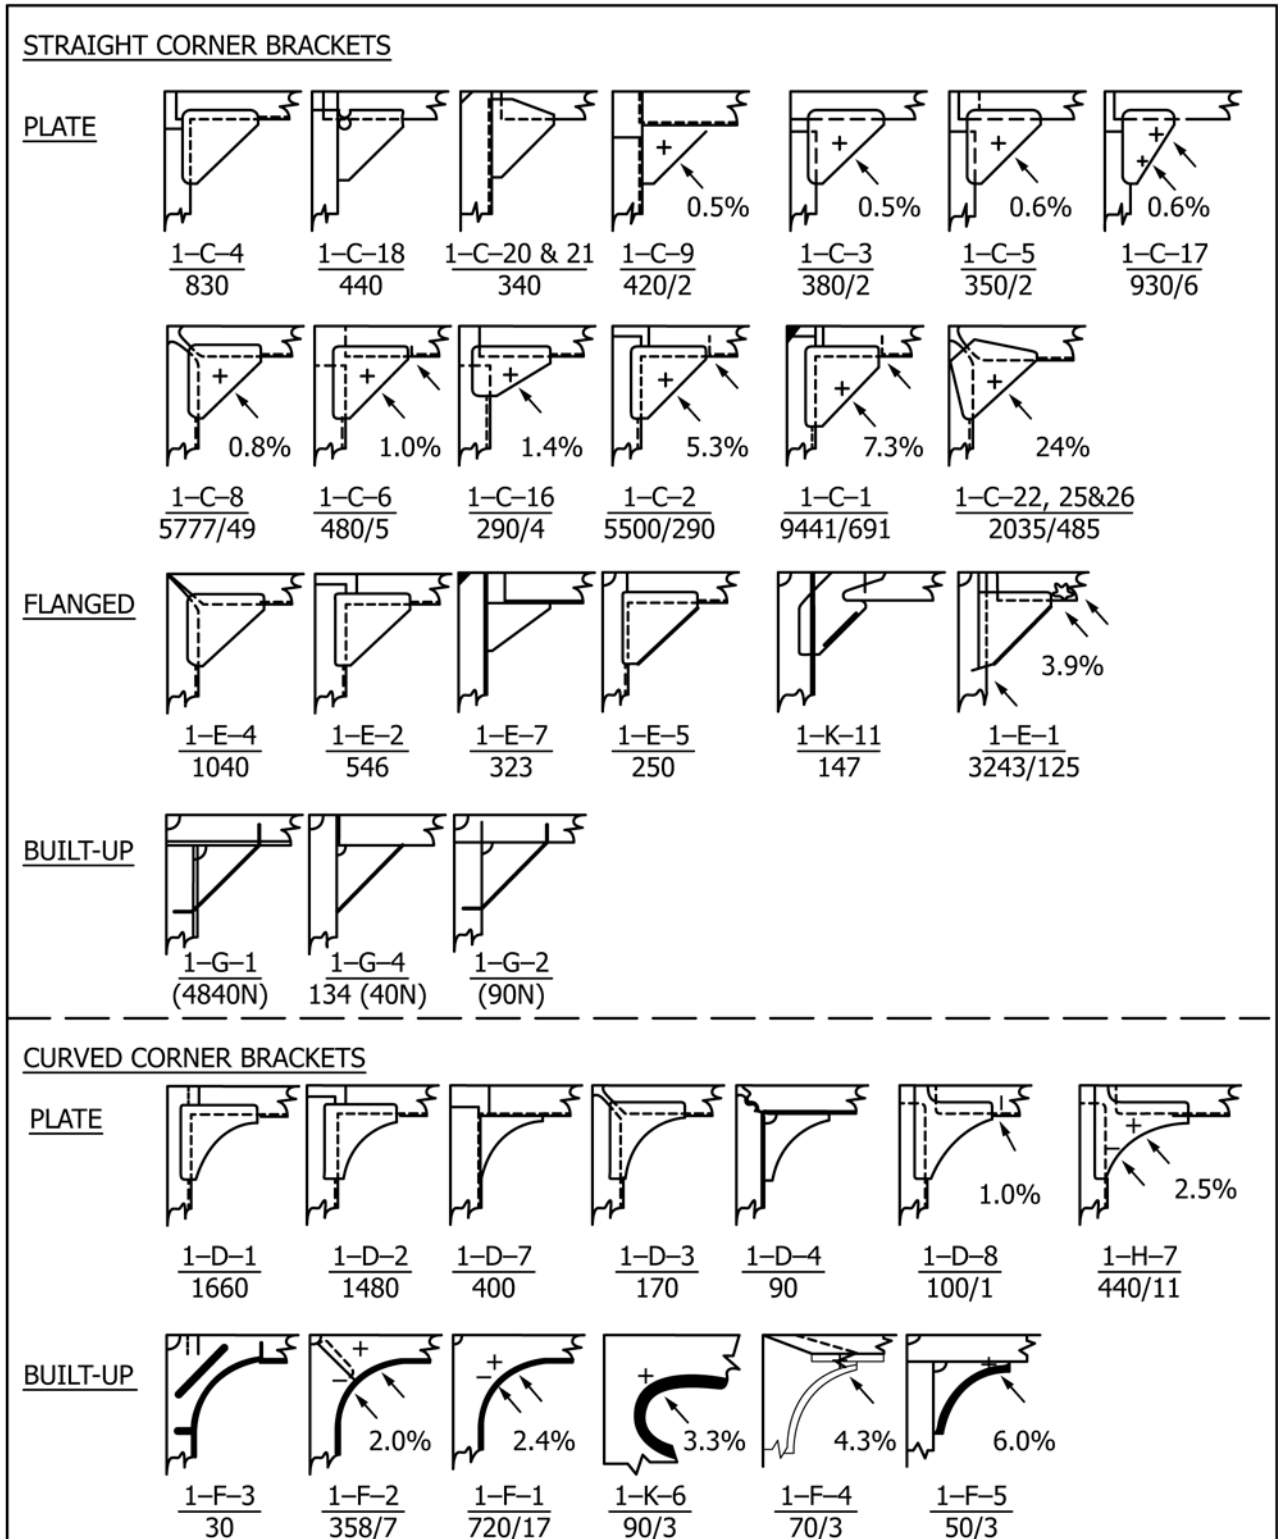 STRAIGHT CORNER BRACKETS
PLATE
0.5% 0.5% 0.6% 0.6%
1–C–4 1–C–18 1–C–20 & 21 1–C–9 1–C–3 1–C–5 1–C–17
830 440 340 420/2 380/2 350/2 930/6
0.8% 1.0% 1.4% 5.3% 7.3% 24%
1–C–8 1–C–6 1–C–16 1–C–2 1–C–1 1–C–22, 25&26
5777/49 480/5 290/4 5500/290 9441/691 2035/485
FLANGED
3.9%
1–E–4 1–E–2 1–E–7 1–E–5 1–K–11 1–E–1
1040 546 323 250 147 3243/125
BUILT-UP
1–G–1 1–G–4 1–G–2
(4840N) 134 (40N) (90N)
CURVED CORNER BRACKETS
PLATE
1.0% 2.5%
1–D–1 1–D–2 1–D–7 1–D–3 1–D–4 1–D–8 1–H–7
1660 1480 400 170 90 100/1 440/11
BUILT-UP
2.0% 2.4% 3.3% 4.3% 6.0%
1–F–3 1–F–2 1–F–1 1–K–6 1–F–4 1–F–5
30 358/7 720/17 90/3 70/3 50/3